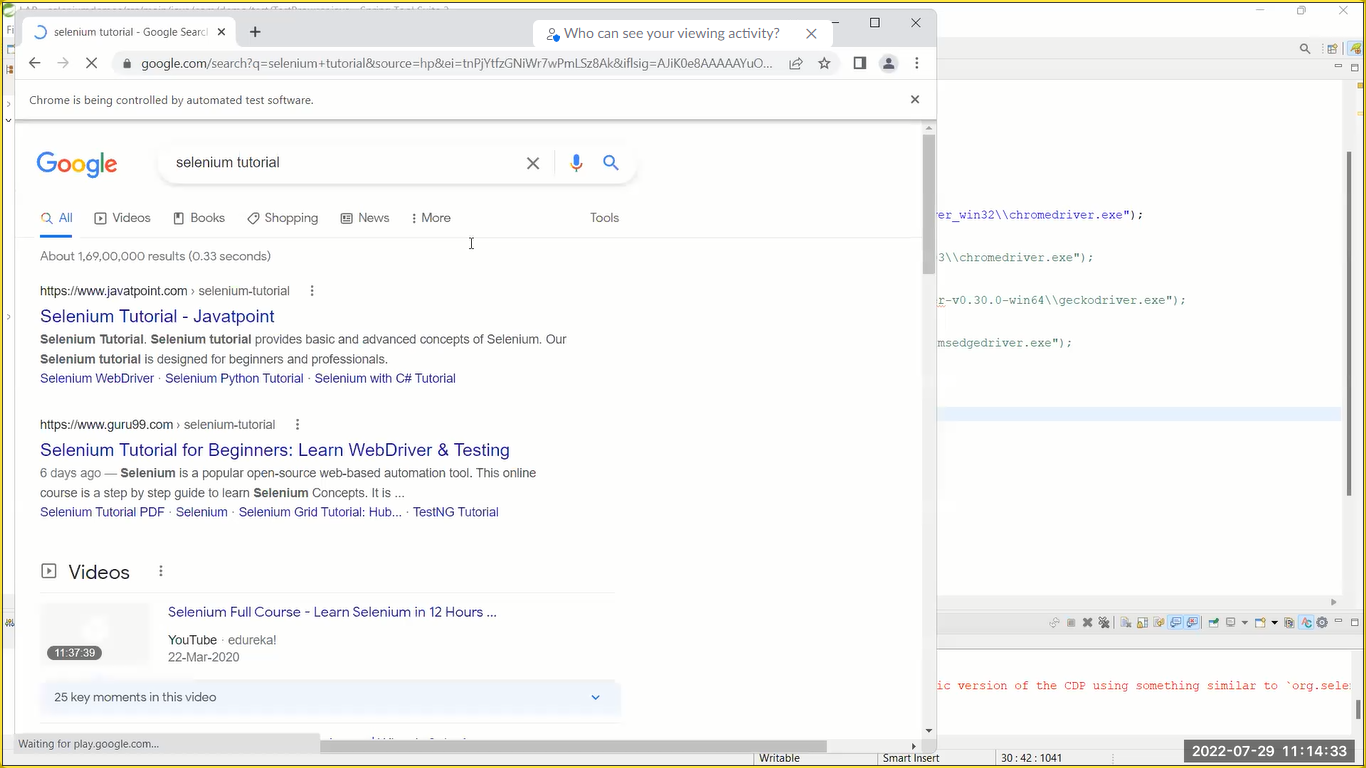 selenium tutorial - Google Searc
Who can see your viewing activity?
google.com/search?q=selenium+tutorial&source=hp&ei=tnPjYtfzGNiWr7wPmLSz8Ak&iflsig=AJiK0e8AAAAAYuO...
Chrome is being controlled by automated test software.
Google
selenium tutorial
All Videos Books Shopping News More Tools
About 1,69,00,000 results (0.33 seconds)
https://www.javatpoint.com › selenium-tutorial
Selenium Tutorial - Javatpoint
Selenium Tutorial. Selenium tutorial provides basic and advanced concepts of Selenium. Our
Selenium tutorial is designed for beginners and professionals.
Selenium WebDriver · Selenium Python Tutorial · Selenium with C# Tutorial
https://www.guru99.com › selenium-tutorial
Selenium Tutorial for Beginners: Learn WebDriver & Testing
6 days ago — Selenium is a popular open-source web-based automation tool. This online
course is a step by step guide to learn Selenium Concepts. It is ...
Selenium Tutorial PDF · Selenium · Selenium Grid Tutorial: Hub... · TestNG Tutorial
Videos
Selenium Full Course - Learn Selenium in 12 Hours ...
YouTube · edureka!
22-Mar-2020
11:37:39
25 key moments in this video
Waiting for play.google.com...
er_win32\\chromedriver.exe");
3\\chromedriver.exe");
r-v0.30.0-win64\\geckodriver.exe");
msedgedriver.exe");
ic version of the CDP using something similar to `org.sele
Writable
Smart Insert
30 : 42 : 1041
2022-07-29 11:14:33